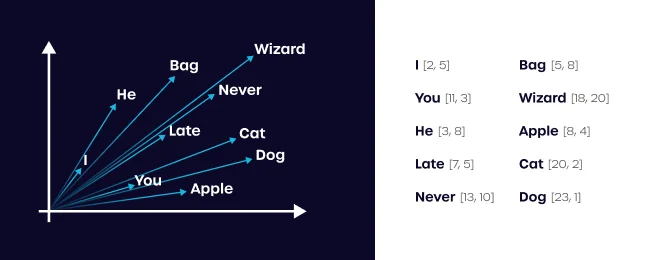 Wizard
Bag
Never
He
Late
Cat
Dog
I
You
Apple
I [2, 5]
You [11, 3]
He [3, 8]
Late [7, 5]
Never [13, 10]
Bag [5, 8]
Wizard [18, 20]
Apple [8, 4]
Cat [20, 2]
Dog [23, 1]